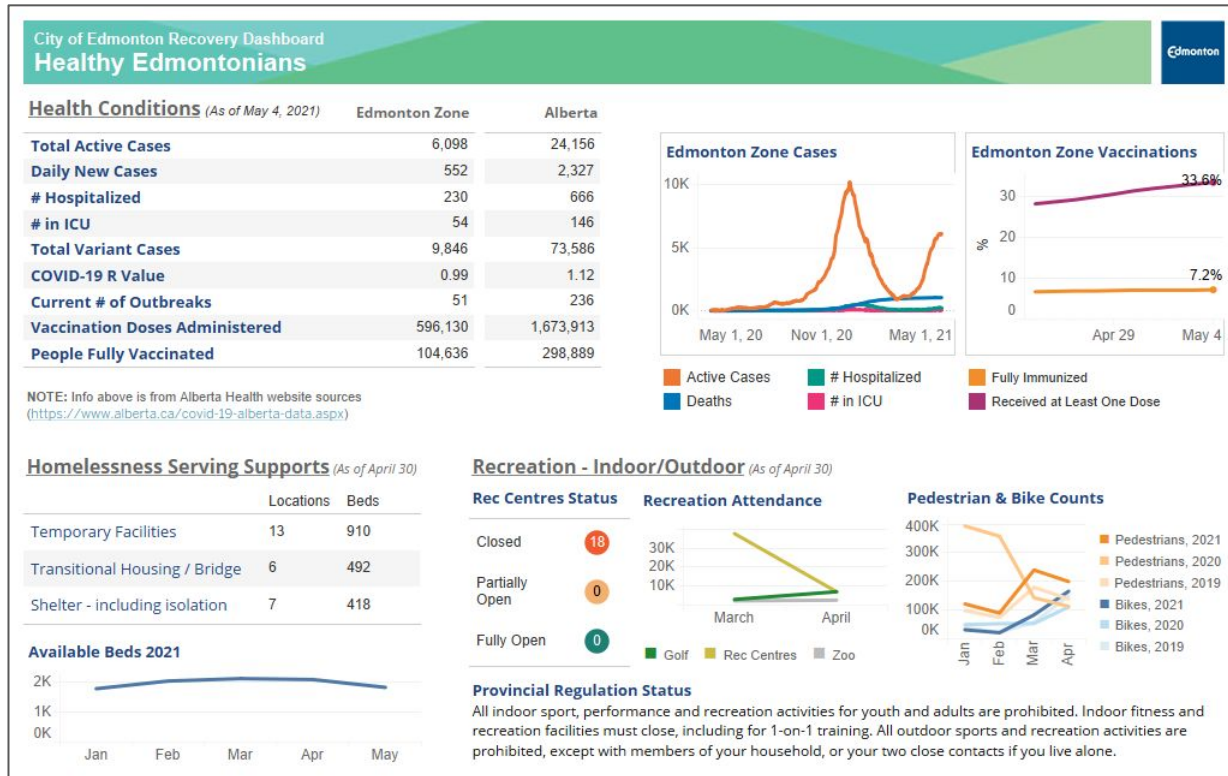 City of Edmonton Recovery Dashboard
Healthy Edmontonians
Edmonton
Health Conditions (As of May 4, 2021) Edmonton Zone Alberta
Total Active Cases 6,098 24,156
Daily New Cases 552 2,327
# Hospitalized 230 666
# in ICU 54 146
Total Variant Cases 9,846 73,586
COVID-19 R Value 0.99 1.12
Current # of Outbreaks 51 236
Vaccination Doses Administered 596,130 1,673,913
People Fully Vaccinated 104,636 298,889
NOTE: Info above is from Alberta Health website sources
(https://www.alberta.ca/covid-19-alberta-data.aspx)
Edmonton Zone Cases
10K
5K
0K
May 1, 20 Nov 1, 20 May 1, 21
Active Cases # Hospitalized
Deaths # in ICU
Edmonton Zone Vaccinations
33.6%
30
20
%
7.2%
10
0
Apr 29 May 4
Fully Immunized
Received at Least One Dose
Homelessness Serving Supports (As of April 30)
Locations Beds
Temporary Facilities 13 910
Transitional Housing / Bridge 6 492
Shelter - including isolation 7 418
Available Beds 2021
2K
1K
0K
Jan Feb Mar Apr May
Recreation - Indoor/Outdoor (As of April 30)
Rec Centres Status
Closed 18
Partially
Open 0
Fully Open 0
Recreation Attendance
30K
20K
10K
March April
Golf Rec Centres Zoo
Pedestrian & Bike Counts
400K
300K
200K
100K
0K
Jan Feb Mar Apr
Pedestrians, 2021
Pedestrians, 2020
Pedestrians, 2019
Bikes, 2021
Bikes, 2020
Bikes, 2019
Provincial Regulation Status
All indoor sport, performance and recreation activities for youth and adults are prohibited. Indoor fitness and
recreation facilities must close, including for 1-on-1 training. All outdoor sports and recreation activities are
prohibited, except with members of your household, or your two close contacts if you live alone.